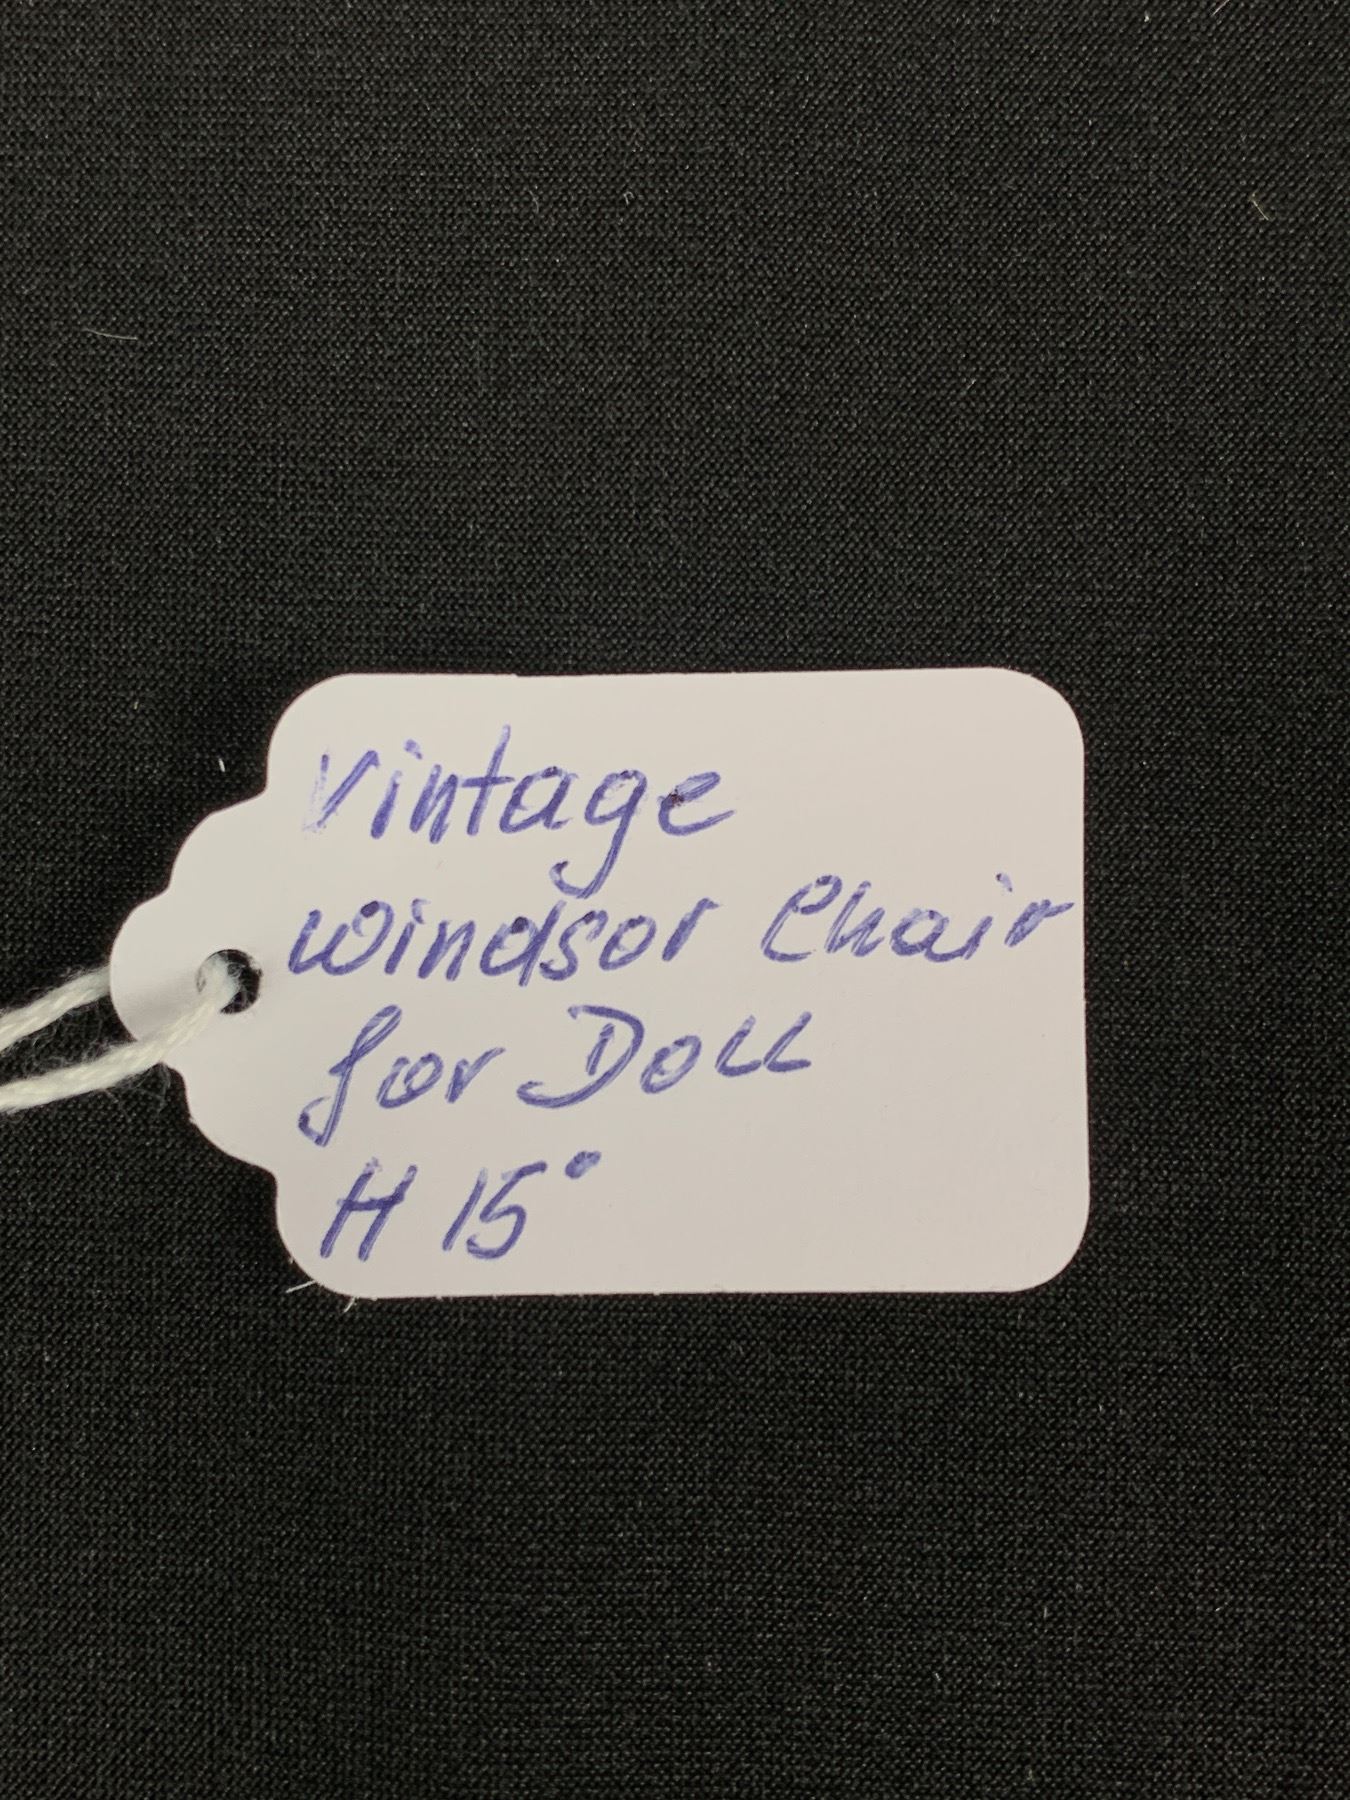 Vintage
Windsor Chair
for Doll
H 15"